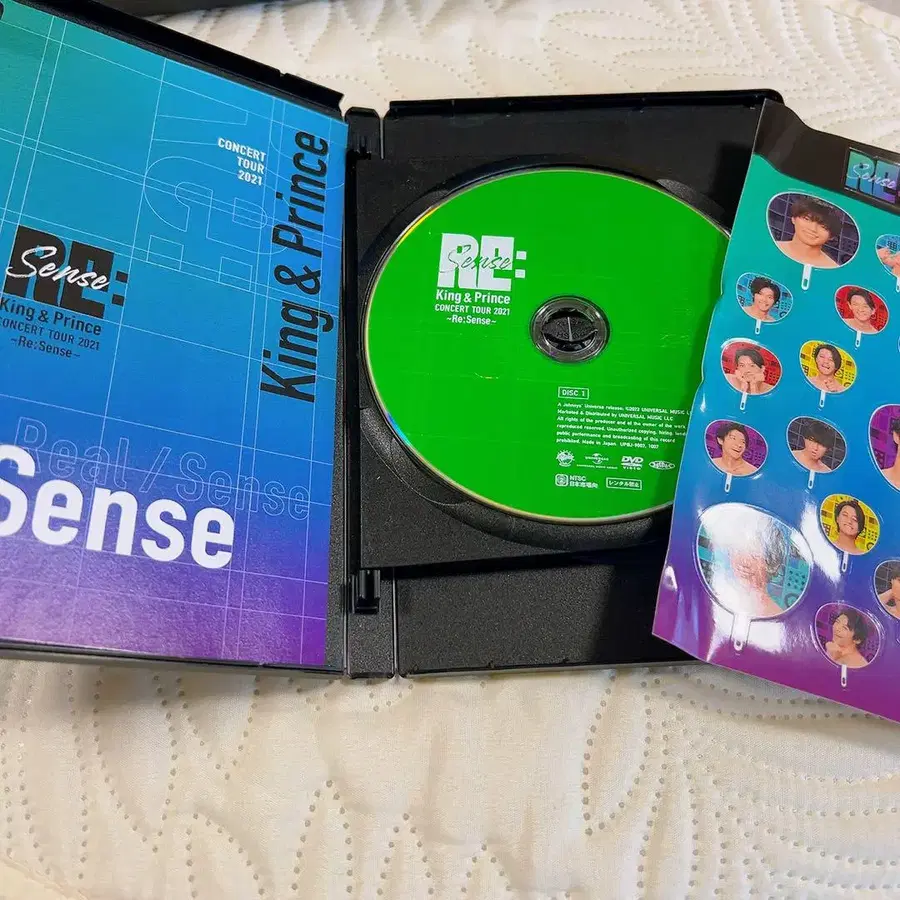 CONCERT
TOUR
2021
King & Prince
RE:
Sense
King & Prince
CONCERT TOUR 2021
~Re:Sense~
Real / Sense
Sense
RE:
Sense
King & Prince
CONCERT TOUR 2021
~Re:Sense~
DISC 1
A Johnnys' Universe release. ©2022 UNIVERSAL MUSIC
Marketed & Distributed by UNIVERSAL MUSIC LLC
All rights of the producer and of the owner of the work
reproduced reserved. Unauthorized copying, hiring,
public performance and broadcasting of this record
prohibited. Made in Japan. UPBJ-9007, 1007
UNIVERSAL
DVD
VIDEO
NTSC
日本市場向
レンタル禁止
RE
Sense